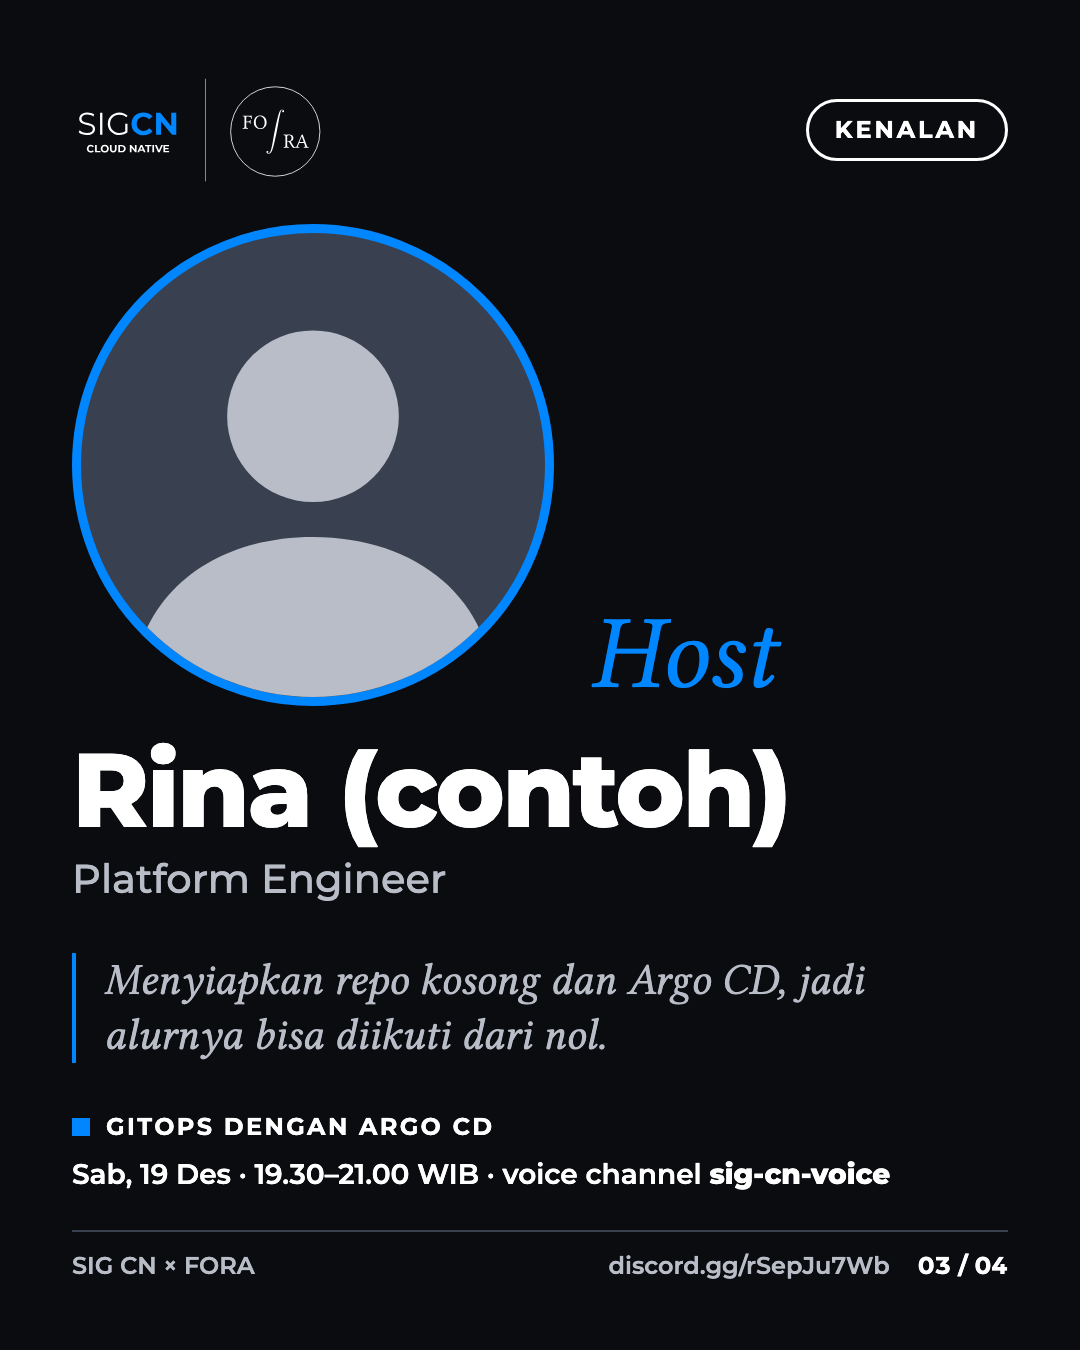 SIGCN
CLOUD NATIVE
FO
RA
KENALAN
Host
Rina (contoh)
Platform Engineer
Menyiapkan repo kosong dan Argo CD, jadi
alurnya bisa diikuti dari nol.
GITOPS DENGAN ARGO CD
Sab, 19 Des · 19.30–21.00 WIB · voice channel sig-cn-voice
SIG CN × FORA
discord.gg/rSepJu7Wb 03 / 04